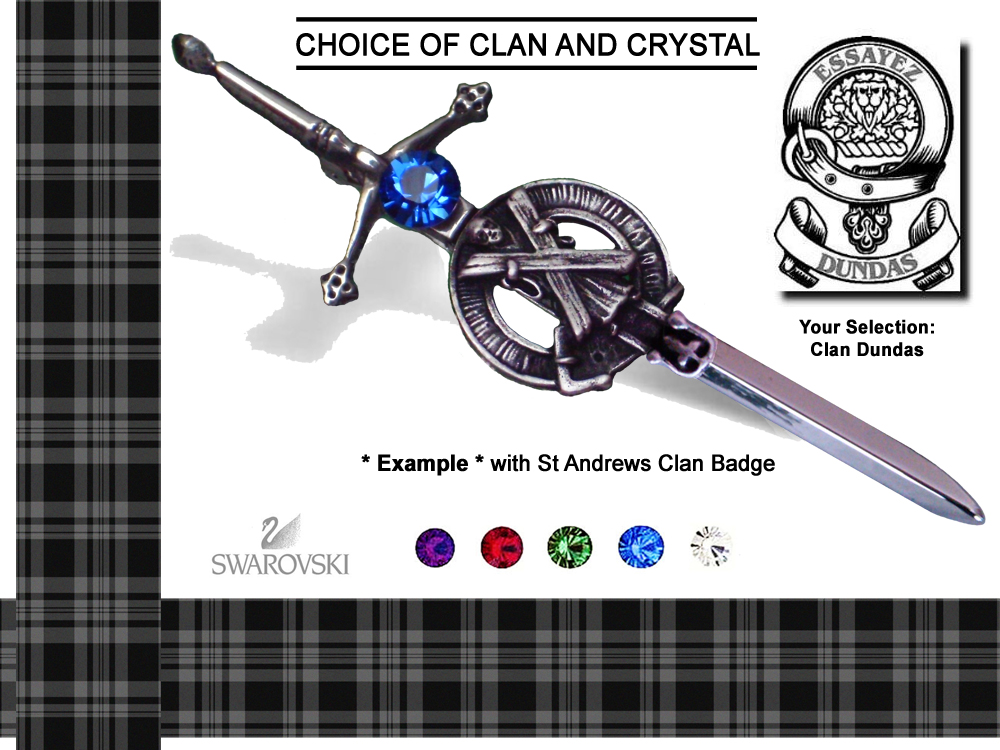 CHOICE OF CLAN AND CRYSTAL
ESSAYEZ
DUNDAS
Your Selection:
Clan Dundas
* Example * with St Andrews Clan Badge
SWAROVSKI